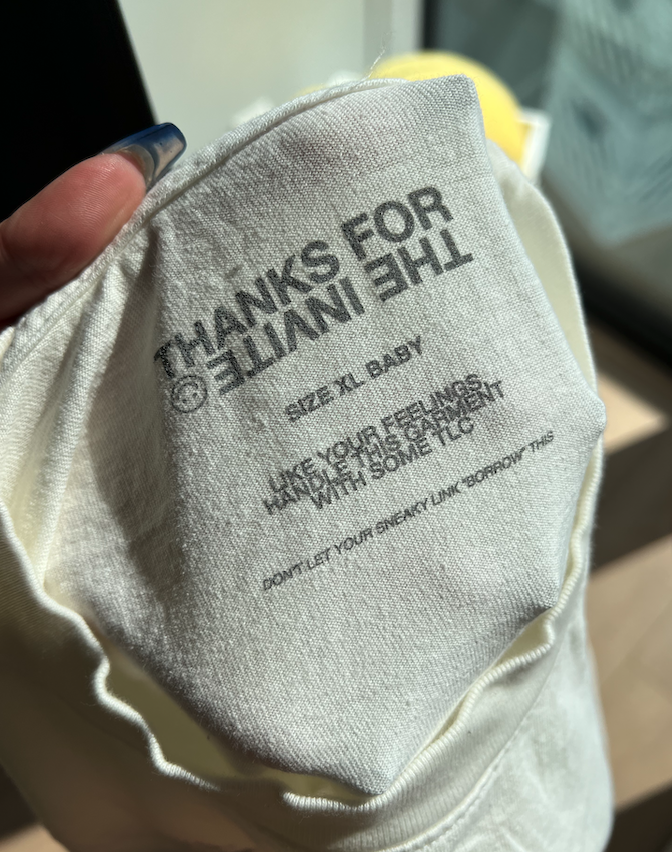 THANKS FOR
THE INVITE
SIZE XL BABY
LIKE YOUR FEELINGS
HANDLE THIS GARMENT
WITH SOME TLC
DON'T LET YOUR SNEAKY LINK "BORROW" THIS